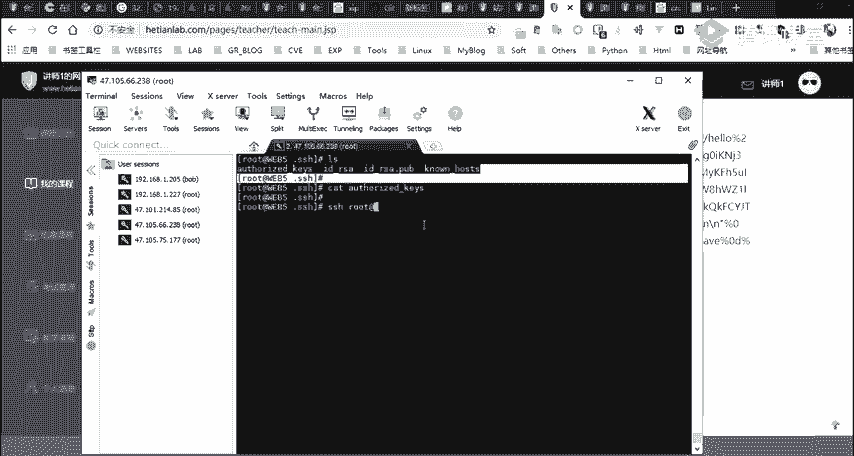 不安全 hetianlab.com/pages/teacher/teach-main.jsp
应用 书签工具栏 WEBSITES LAB GR_BLOG CVE EXP Tools Linux MyBlog Soft Others Python Html 网址导航 其他书签
讲师1的网
讲师1
47.105.66.238 (root)
Terminal Sessions View X server Tools Settings Macros Help
Session Servers Tools Sessions View Split MultiExec Tunneling Packages Settings Help X server Exit
Quick connect...
2. 47.105.66.238 (root)
User sessions
192.168.1.205 (bob)
192.168.1.227 (root)
47.101.214.85 (root)
47.105.66.238 (root)
47.105.75.177 (root)
Sessions
Tools
Macros
Sftp
[root@WEB5 .ssh]# ls
authorized_keys id_rsa id_rsa.pub known_hosts
[root@WEB5 .ssh]#
[root@WEB5 .ssh]# cat authorized_keys
[root@WEB5 .ssh]#
[root@WEB5 .ssh]# ssh root@
我的课程
/hello%2
g0iKNj3
MyKFh5ul
W8hWZ1J
kQkFCYJT
n\n"%0
ave%0d%